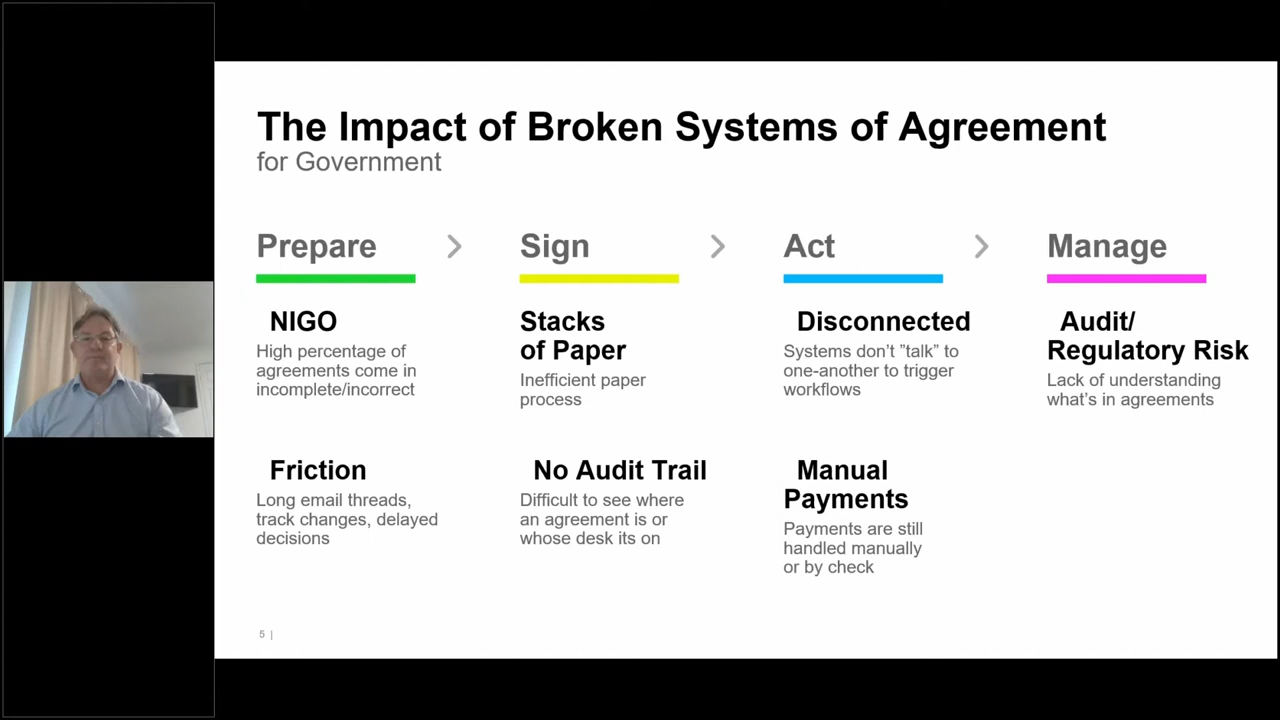 The Impact of Broken Systems of Agreement
for Government
Prepare
Sign
Act
Manage
NIGO
High percentage of
agreements come in
incomplete/incorrect
Stacks
of Paper
Inefficient paper
process
Disconnected
Systems don’t ”talk” to
one-another to trigger
workflows
Audit/
Regulatory Risk
Lack of understanding
what’s in agreements
Friction
Long email threads,
track changes, delayed
decisions
No Audit Trail
Difficult to see where
an agreement is or
whose desk its on
Manual
Payments
Payments are still
handled manually
or by check
5 |